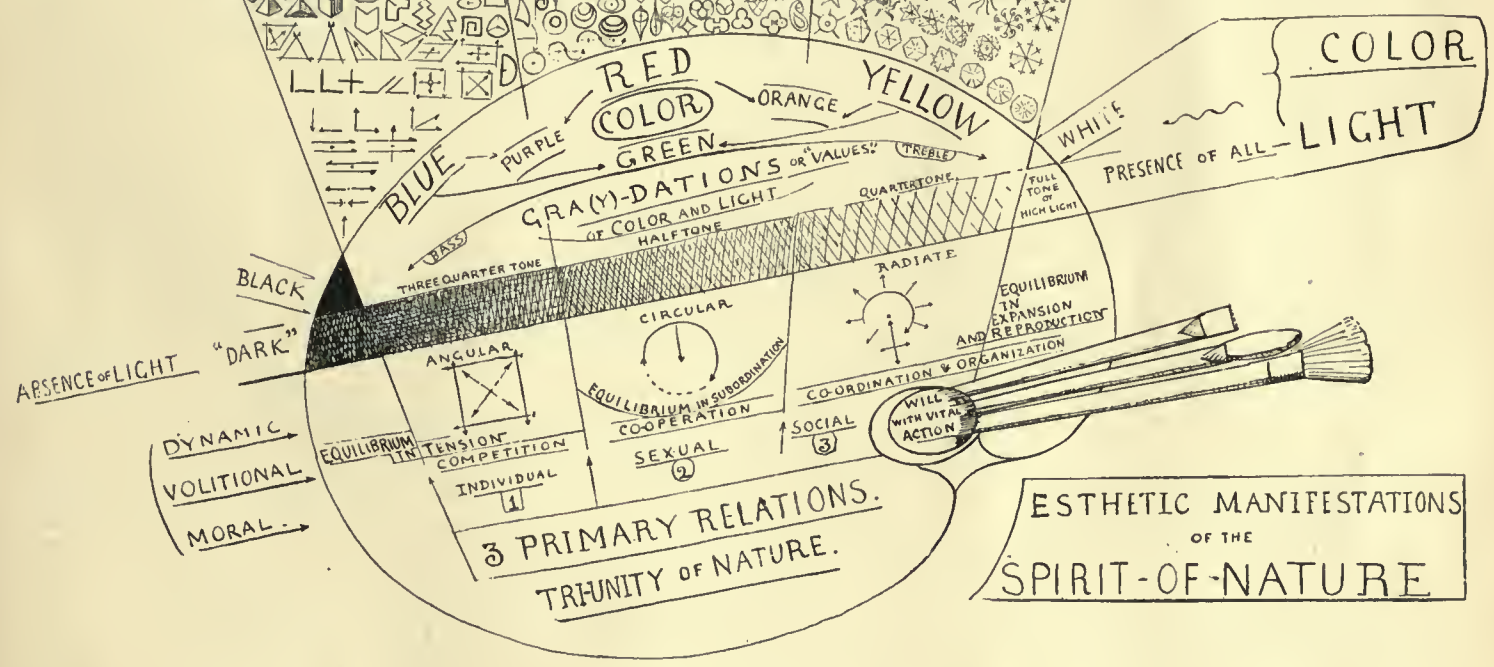 RED
COLOR
YELLOW
ORANGE
PURPLE
GREEN
BLUE
WHITE
COLOR
LIGHT
PRESENCE OF ALL
GRA(Y)-DATIONS OR "VALUES."
OF COLOR AND LIGHT
TREBLE
BASS
THREE QUARTER TONE
HALFTONE
QUARTERTONE
FULL
TONE
OR
HIGH LIGHT
BLACK
"DARK"
ABSENCE OF LIGHT
ANGULAR
CIRCULAR
RADIATE
EQUILIBRIUM
IN
EXPANSION
AND REPRODUCTION
CO-ORDINATION & ORGANIZATION
EQUILIBRIUM IN SUBORDINATION
CO-OPERATION
EQUILIBRIUM
IN TENSION
COMPETITION
INDIVIDUAL
1
SEXUAL
2
SOCIAL
3
WILL
WITH VITAL
ACTION
DYNAMIC
VOLITIONAL
MORAL.
3 PRIMARY RELATIONS.
TRI-UNITY OF NATURE.
ESTHETIC MANIFESTATIONS
OF THE
SPIRIT-OF-NATURE